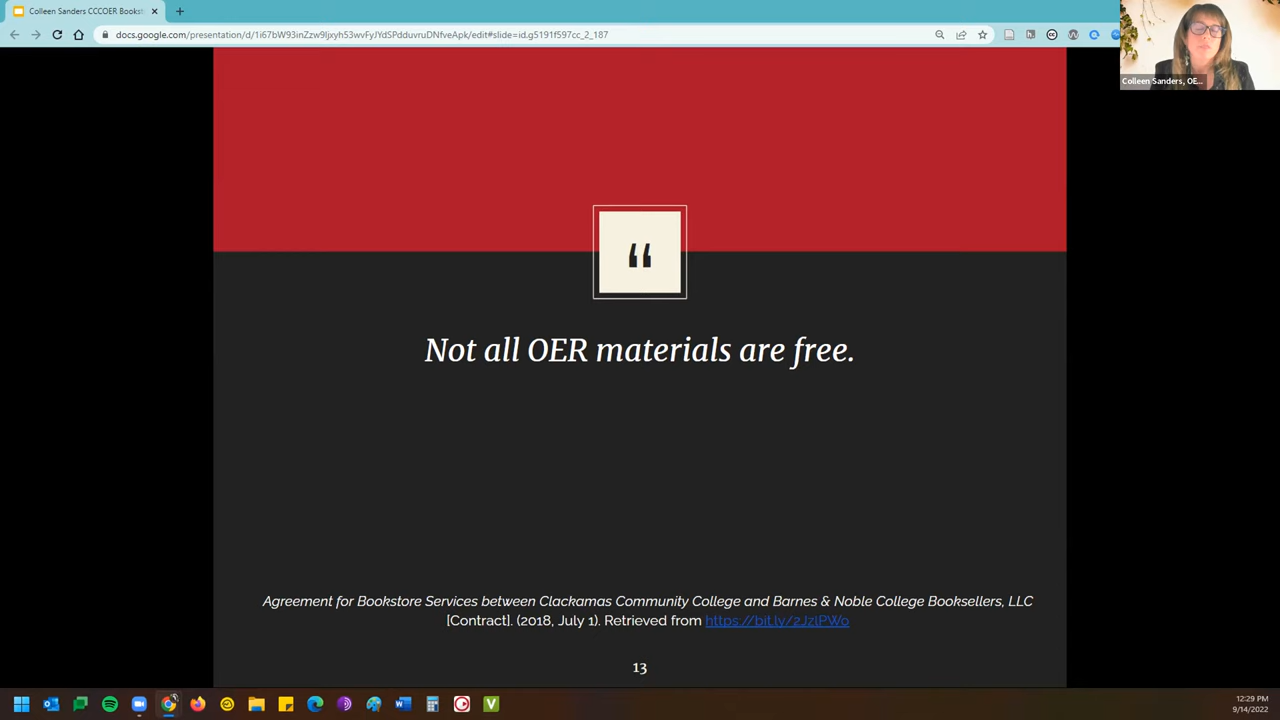 Colleen Sanders CCCOER Bookst
docs.google.com/presentation/d/1i67bW93inZzw9ljxyh53wvFyJYdSPdduvruDNfveApk/edit#slide=id.g5191f597cc_2_187
Colleen Sanders, OE...
“
Not all OER materials are free.
Agreement for Bookstore Services between Clackamas Community College and Barnes & Noble College Booksellers, LLC
[Contract]. (2018, July 1). Retrieved from https://bit.ly/2JzlPWo
13
12:29 PM
9/14/2022